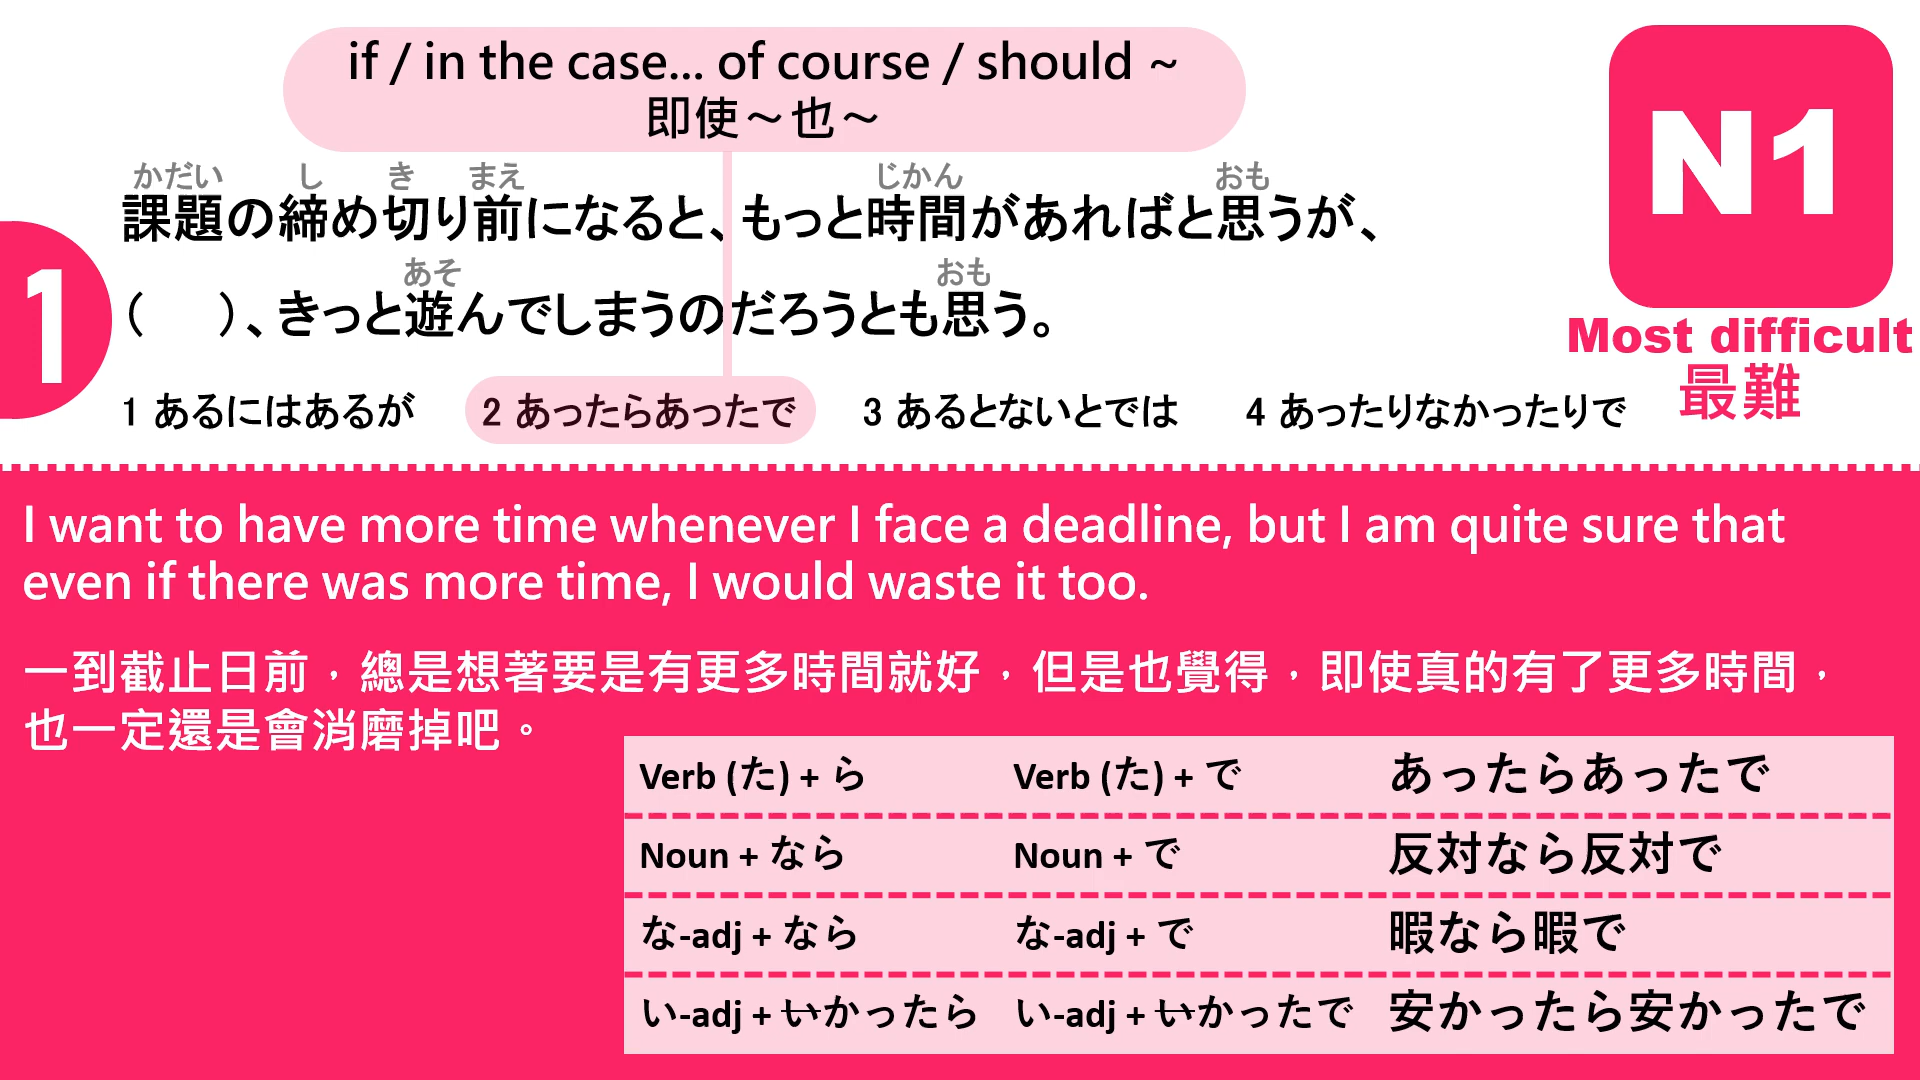 if / in the case... of course / should ~
即使～也～
N1
Most difficult
最難
1
かだい し き まえ じかん おも
課題の締め切り前になると、もっと時間があればと思うが、
あそ おも
（　）、きっと遊んでしまうのだろうとも思う。
1 あるにはあるが 2 あったらあったで 3 あるとないとでは 4 あったりなかったりで
I want to have more time whenever I face a deadline, but I am quite sure that
even if there was more time, I would waste it too.
一到截止日前，總是想著要是有更多時間就好，但是也覺得，即使真的有了更多時間，
也一定還是會消磨掉吧。
Verb (た) + ら Verb (た) + で あったらあったで
Noun + なら Noun + で 反対なら反対で
な-adj + なら な-adj + で 暇なら暇で
い-adj + いかったら い-adj + いかったで 安かったら安かったで